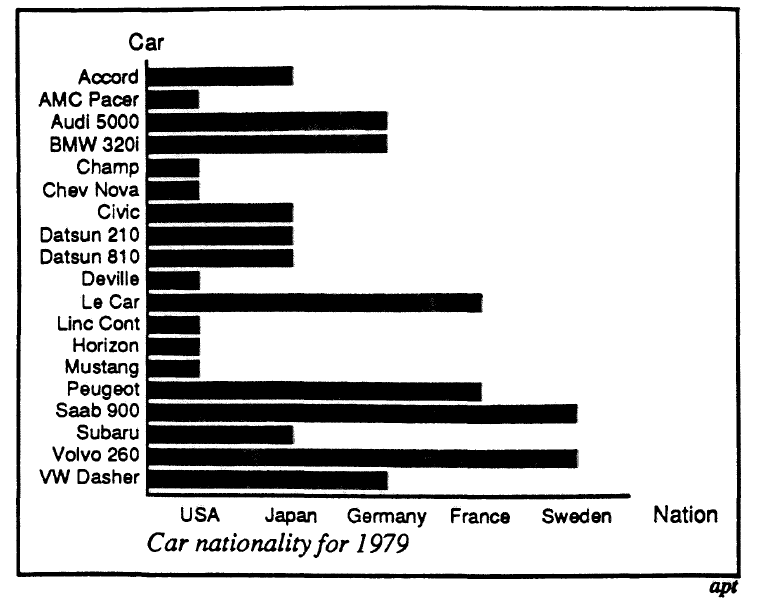 Car
Accord
AMC Pacer
Audi 5000
BMW 320i
Champ
Chev Nova
Civic
Datsun 210
Datsun 810
Deville
Le Car
Linc Cont
Horizon
Mustang
Peugeot
Saab 900
Subaru
Volvo 260
VW Dasher
USA Japan Germany France Sweden Nation
Car nationality for 1979
apt